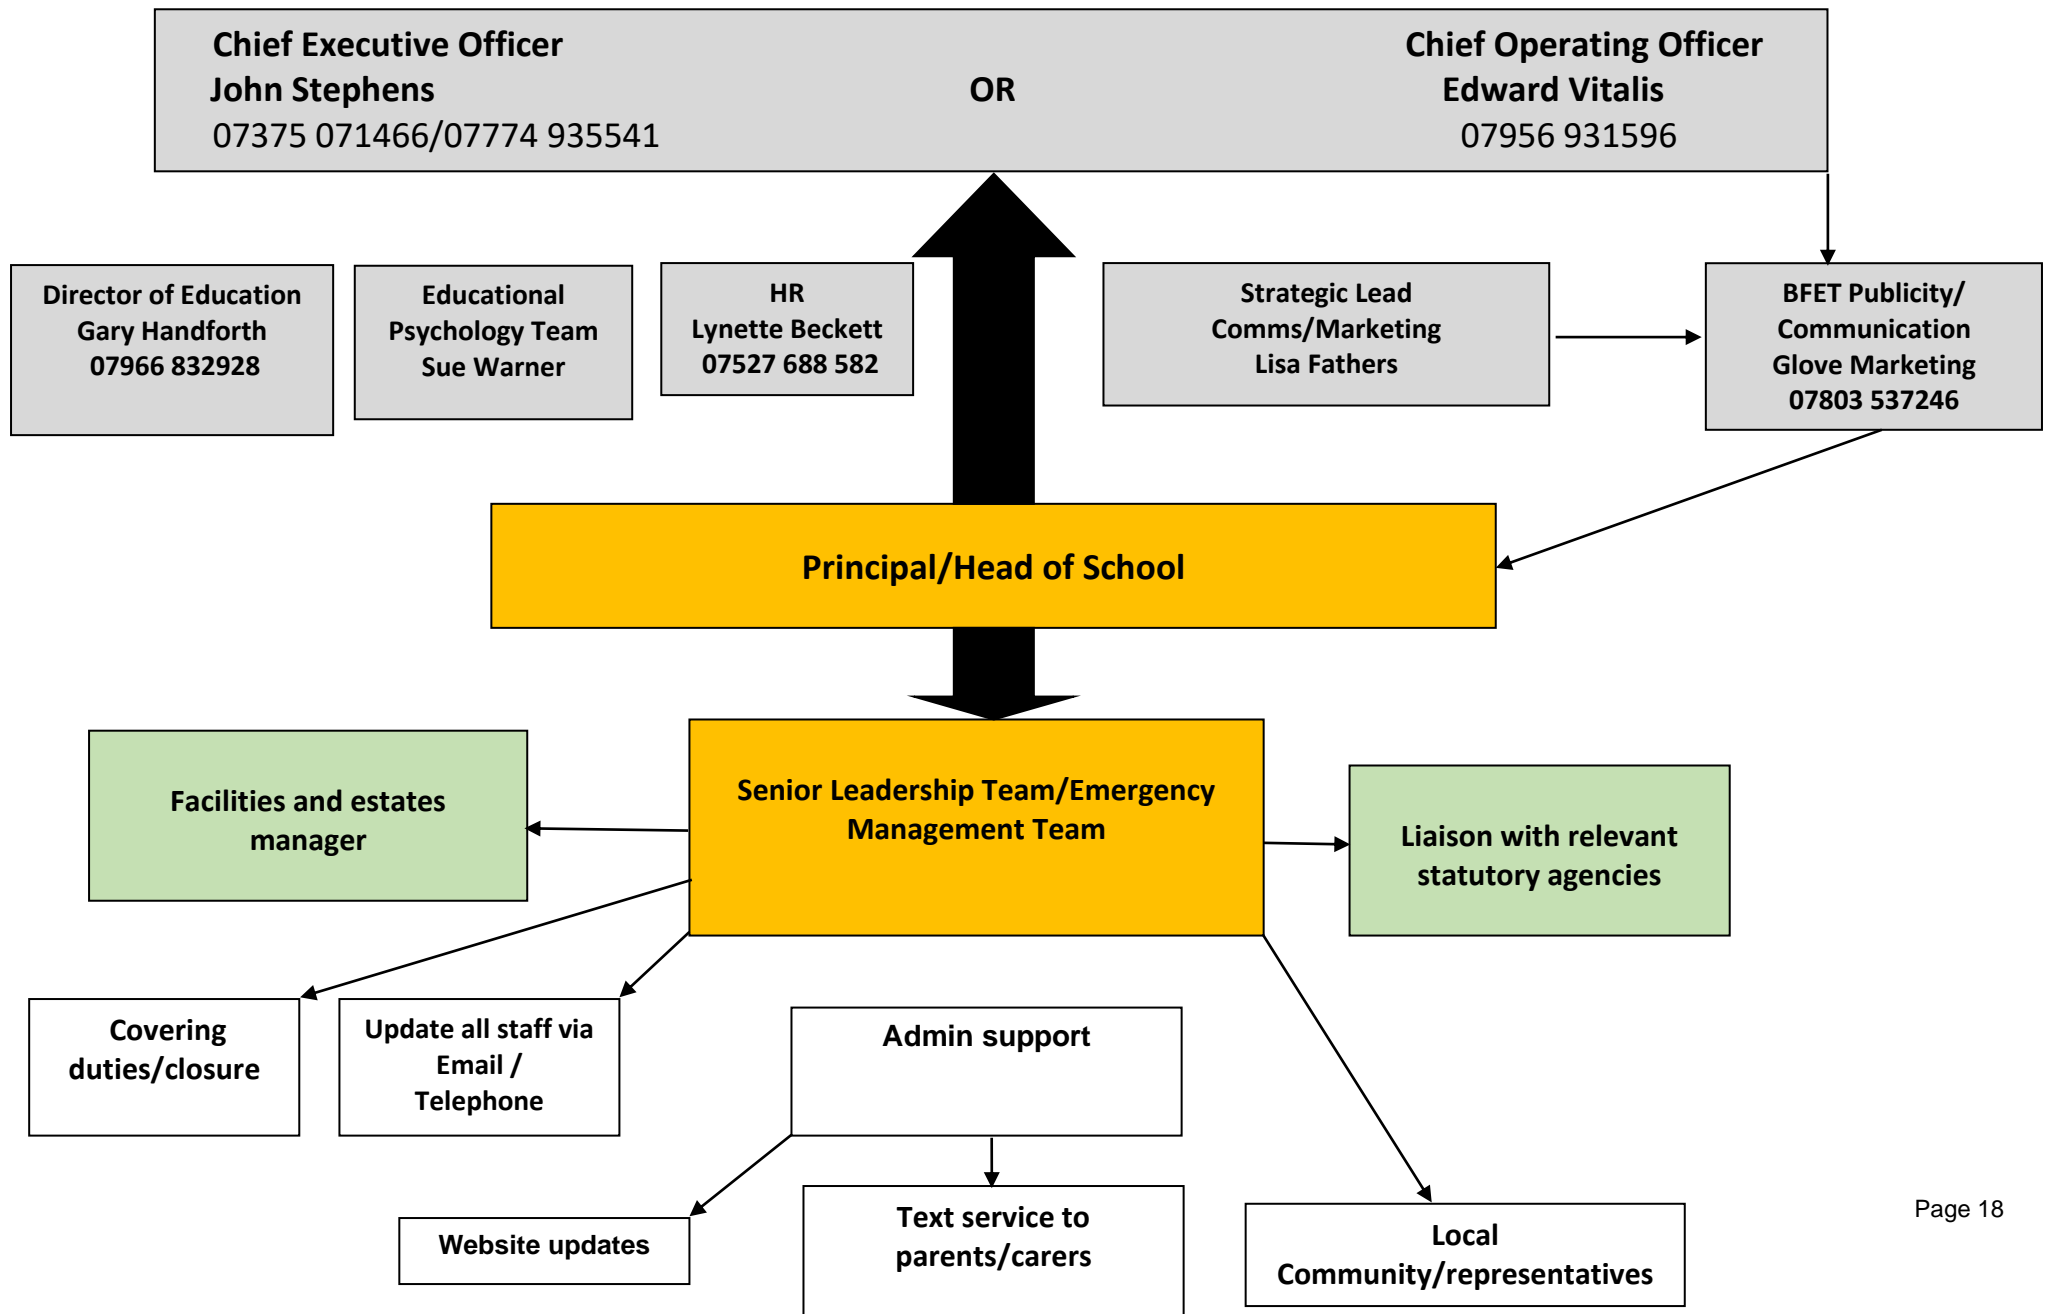 Chief Executive Officer
John Stephens
07375 071466/07774 935541
OR
Chief Operating Officer
Edward Vitalis
07956 931596
Director of Education
Gary Handforth
07966 832928
Educational
Psychology Team
Sue Warner
HR
Lynette Beckett
07527 688 582
Strategic Lead
Comms/Marketing
Lisa Fathers
BFET Publicity/
Communication
Glove Marketing
07803 537246
Principal/Head of School
Facilities and estates
manager
Senior Leadership Team/Emergency
Management Team
Liaison with relevant
statutory agencies
Covering
duties/closure
Update all staff via
Email /
Telephone
Admin support
Website updates
Text service to
parents/carers
Local
Community/representatives
Page 18